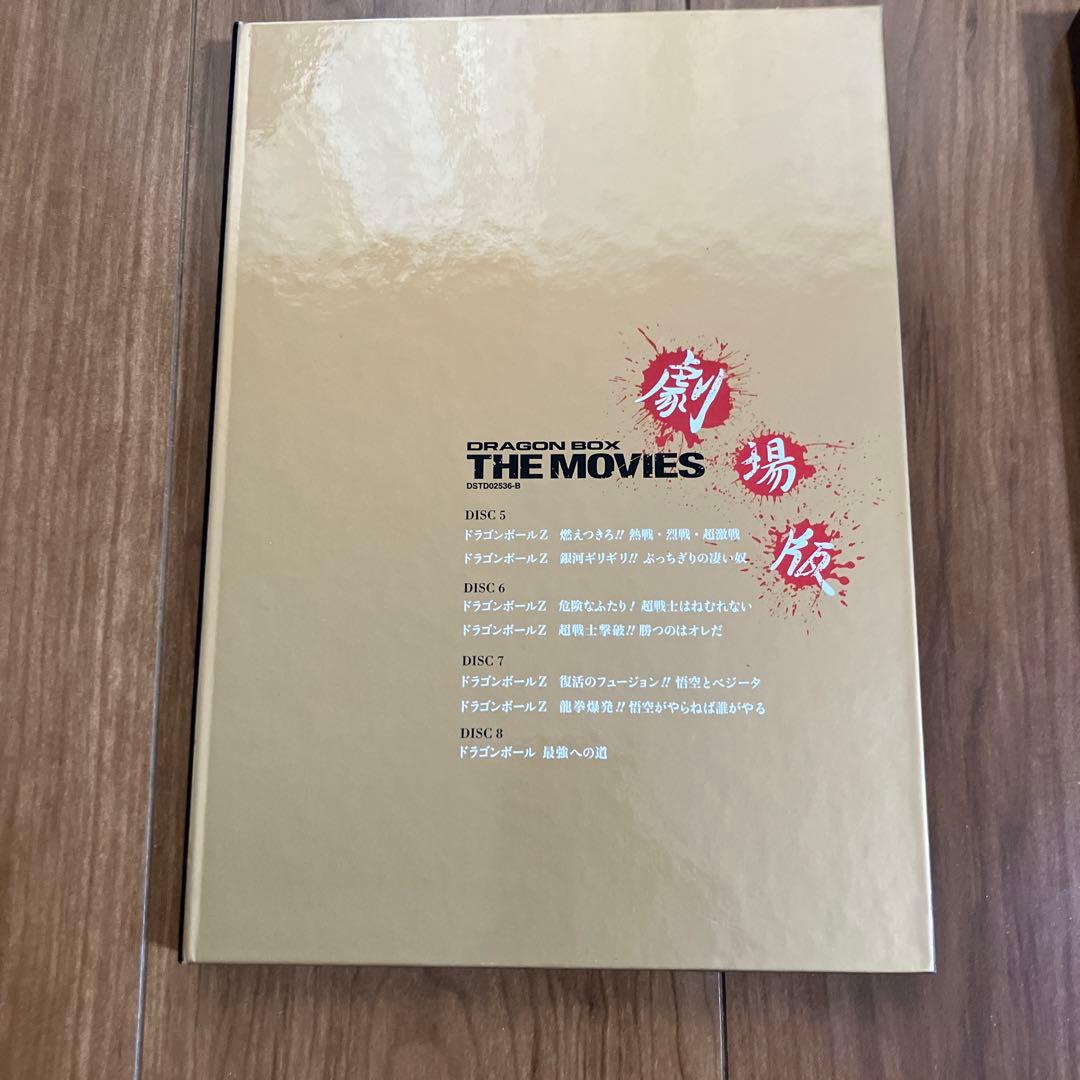 劇場版
DRAGON BOX
THE MOVIES
DSTD02536-B
DISC 5
ドラゴンボールZ 燃えつきろ!! 熱戦・烈戦・超激戦
ドラゴンボールZ 銀河ギリギリ!! ぶっちぎりの凄い奴
DISC 6
ドラゴンボールZ 危険なふたり! 超戦士はねむれない
ドラゴンボールZ 超戦士撃破!! 勝つのはオレだ
DISC 7
ドラゴンボールZ 復活のフュージョン!! 悟空とベジータ
ドラゴンボールZ 龍拳爆発!! 悟空がやらねば誰がやる
DISC 8
ドラゴンボール 最強への道